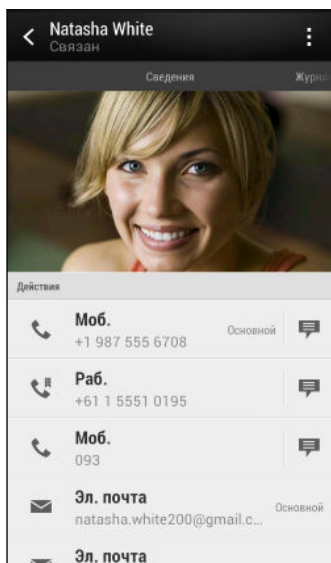 Natasha White
Связан
Сведения
Действия
Моб.
+1 987 555 6708
Основной
Раб.
+61 1 5551 0195
Моб.
093
Эл. почта
natasha.white200@gmail.c...
Основной
Эл. почта